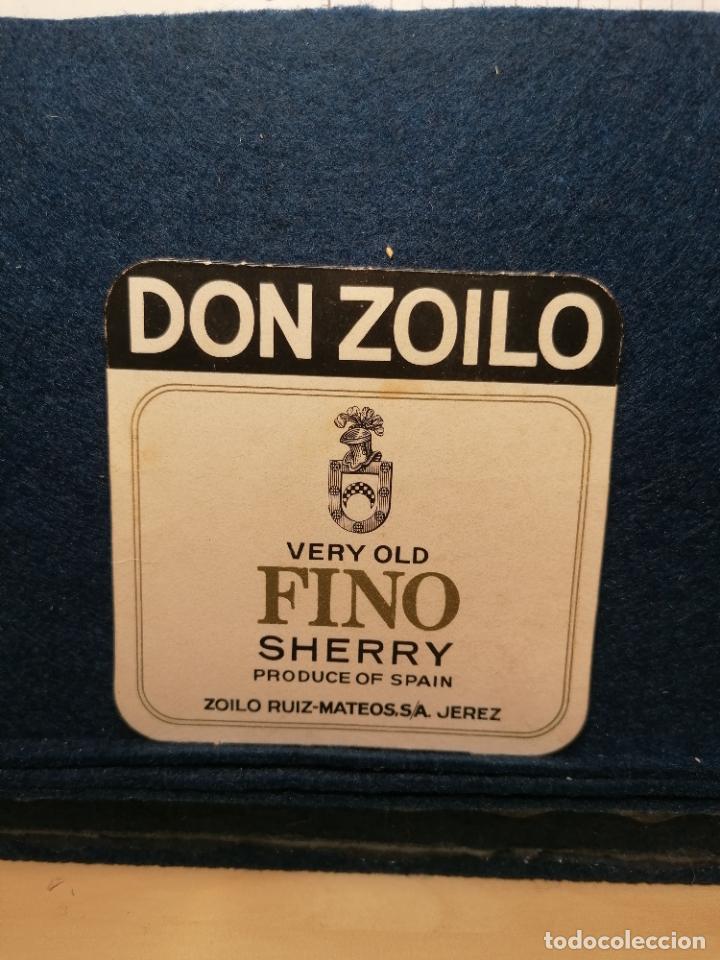 DON ZOILO
VERY OLD
FINO
SHERRY
PRODUCE OF SPAIN
ZOILO RUIZ-MATEOS, S/A. JEREZ
todocoleccion